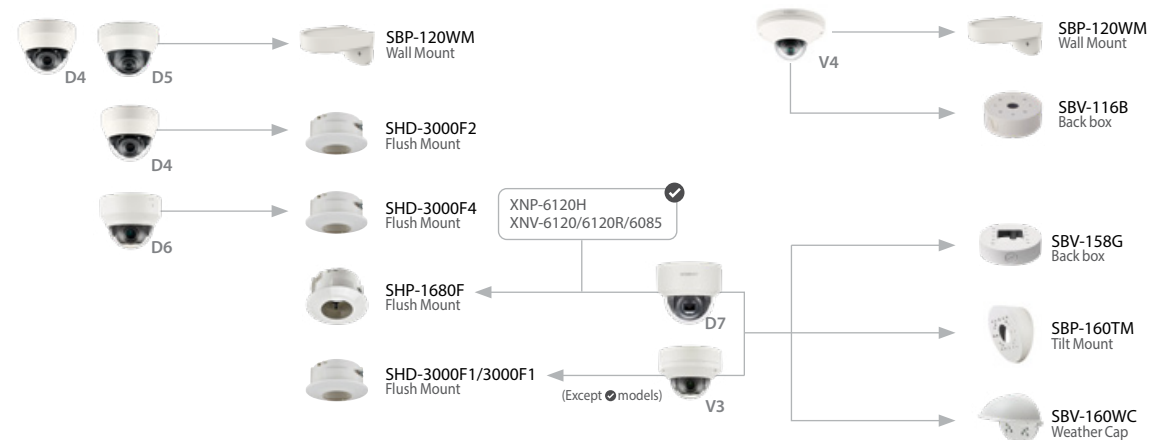 D4
D5
SBP-120WM
Wall Mount
D4
SHD-3000F2
Flush Mount
D6
SHD-3000F4
Flush Mount
XNP-6120H
XNV-6120/6120R/6085
SHP-1680F
Flush Mount
D7
SHD-3000F1/3000F1
Flush Mount
(Except models)
V3
V4
SBP-120WM
Wall Mount
SBV-116B
Back box
SBV-158G
Back box
SBP-160TM
Tilt Mount
SBV-160WC
Weather Cap